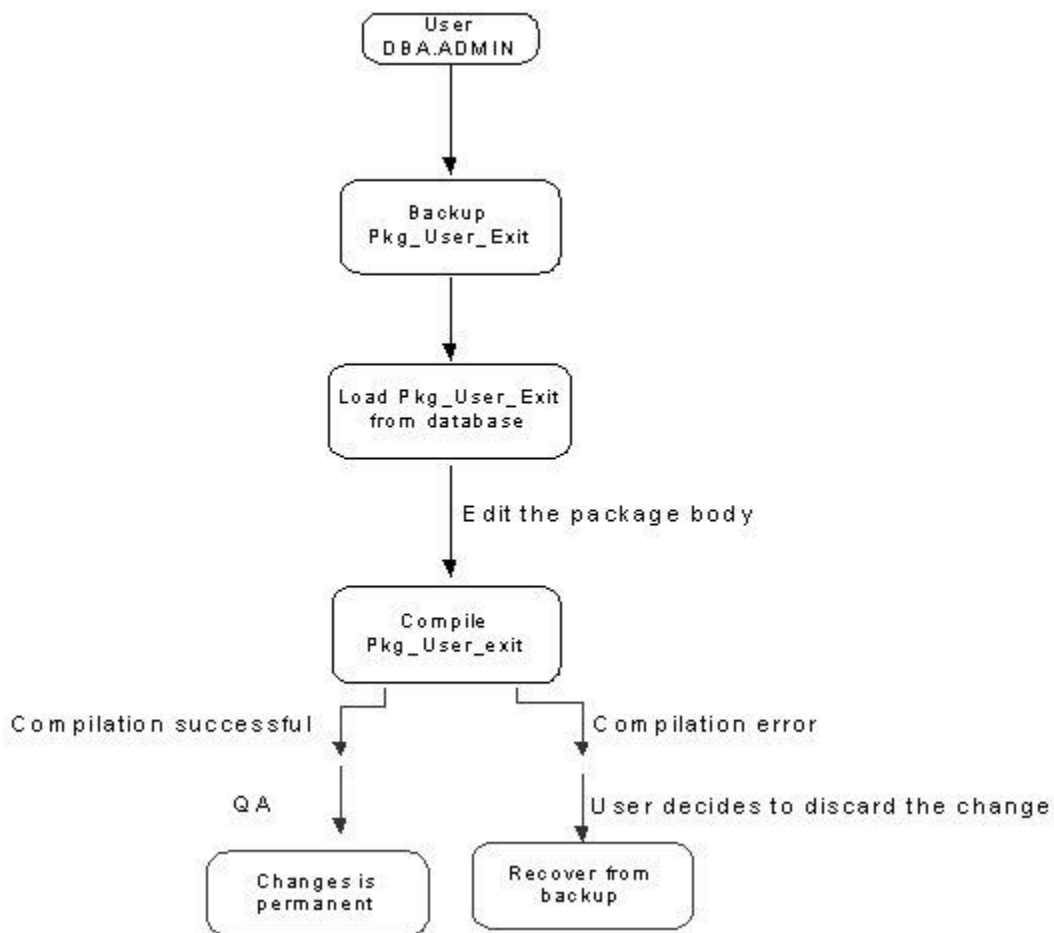 User
DBA.ADMIN
Backup
Pkg_User_Exit
Load Pkg_User_Exit
from database
Edit the package body
Compile
Pkg_User_exit
Compilation successful
Compilation error
QA
User decides to discard the change
Changes is
permanent
Recover from
backup